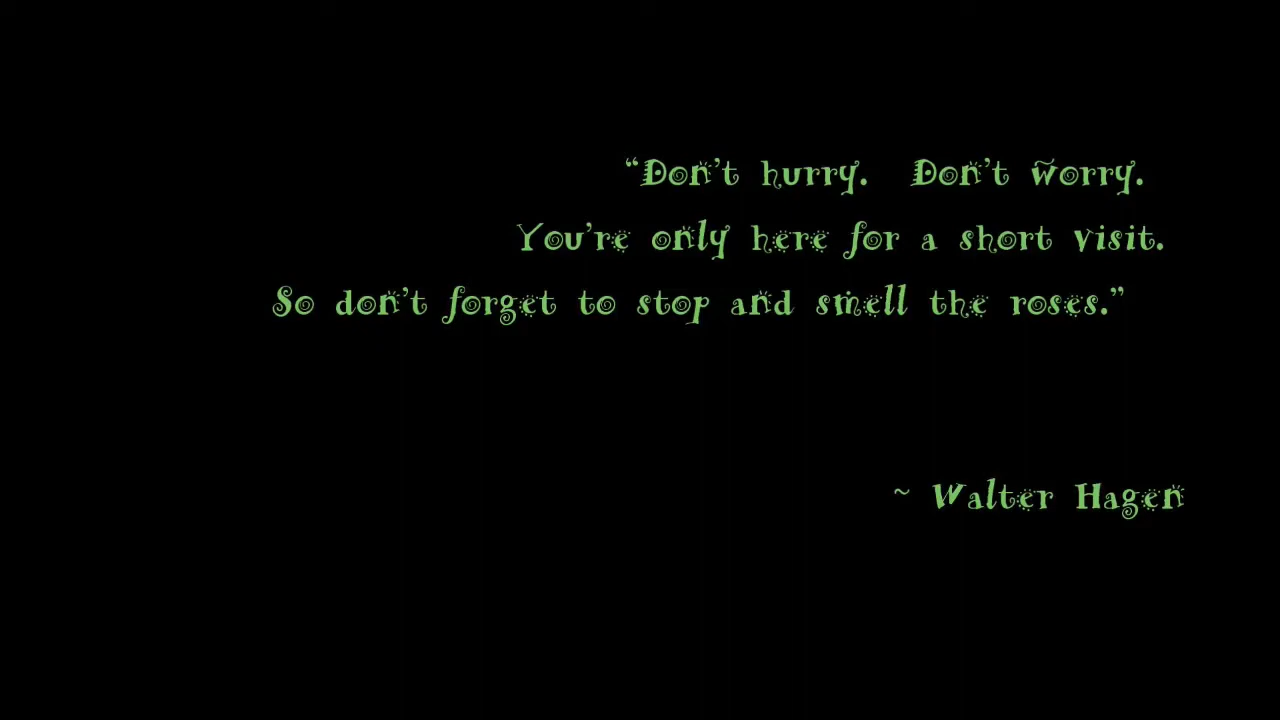 “Don’t hurry.  Don’t worry.
You’re only here for a short visit.
So don’t forget to stop and smell the roses.”
~ Walter Hagen